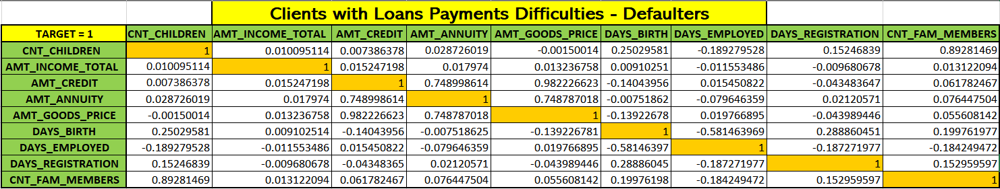 Clients with Loans Payments Difficulties - Defaulters
TARGET = 1 CNT_CHILDREN AMT_INCOME_TOTAL AMT_CREDIT AMT_ANNUITY AMT_GOODS_PRICE DAYS_BIRTH DAYS_EMPLOYED DAYS_REGISTRATION CNT_FAM_MEMBERS
CNT_CHILDREN 1 0.010095114 0.007386378 0.028726019 -0.00150014 0.25029581 -0.189279528 0.15246839 0.89281469
AMT_INCOME_TOTAL 0.010095114 1 0.015247198 0.017974 0.013236758 0.00910251 -0.011553486 -0.009680678 0.013122094
AMT_CREDIT 0.007386378 0.015247198 1 0.748998614 0.982226623 -0.14043956 0.015450822 -0.043483647 0.061782467
AMT_ANNUITY 0.028726019 0.017974 0.748998614 1 0.748787018 -0.00751862 -0.079646359 0.02120571 0.076447504
AMT_GOODS_PRICE -0.00150014 0.013236758 0.982226623 0.748787018 1 -0.13922678 0.019766895 -0.043989446 0.055608142
DAYS_BIRTH 0.25029581 0.009102514 -0.14043956 -0.007518625 -0.139226781 1 -0.581463969 0.288860451 0.199761977
DAYS_EMPLOYED -0.189279528 -0.011553486 0.015450822 -0.079646359 0.019766895 -0.58146397 1 -0.187271977 -0.184249472
DAYS_REGISTRATION 0.15246839 -0.009680678 -0.04348365 0.02120571 -0.043989446 0.28886045 -0.187271977 1 0.152959597
CNT_FAM_MEMBERS 0.89281469 0.013122094 0.061782467 0.076447504 0.055608142 0.19976198 -0.184249472 0.152959597 1